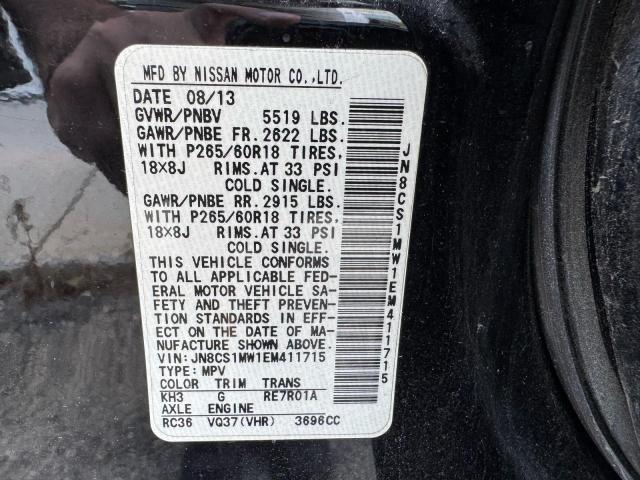 MFD BY NISSAN MOTOR CO.,LTD.
DATE 08/13
GVWR/PNBV 5519 LBS.
GAWR/PNBE FR. 2622 LBS.
WITH P265/60R18 TIRES,
18X8J RIMS.AT 33 PSI
COLD SINGLE.
GAWR/PNBE RR. 2915 LBS.
WITH P265/60R18 TIRES,
18X8J RIMS.AT 33 PSI
COLD SINGLE.
THIS VEHICLE CONFORMS
TO ALL APPLICABLE FED-
ERAL MOTOR VEHICLE SA-
FETY AND THEFT PREVEN-
TION STANDARDS IN EFF-
ECT ON THE DATE OF MA-
NUFACTURE SHOWN ABOVE.
VIN: JN8CS1MW1EM411715
TYPE: MPV
COLOR TRIM TRANS
KH3 G RE7R01A
AXLE ENGINE
RC36 VQ37(VHR) 3696CC
JN8CS1MW1EM411715